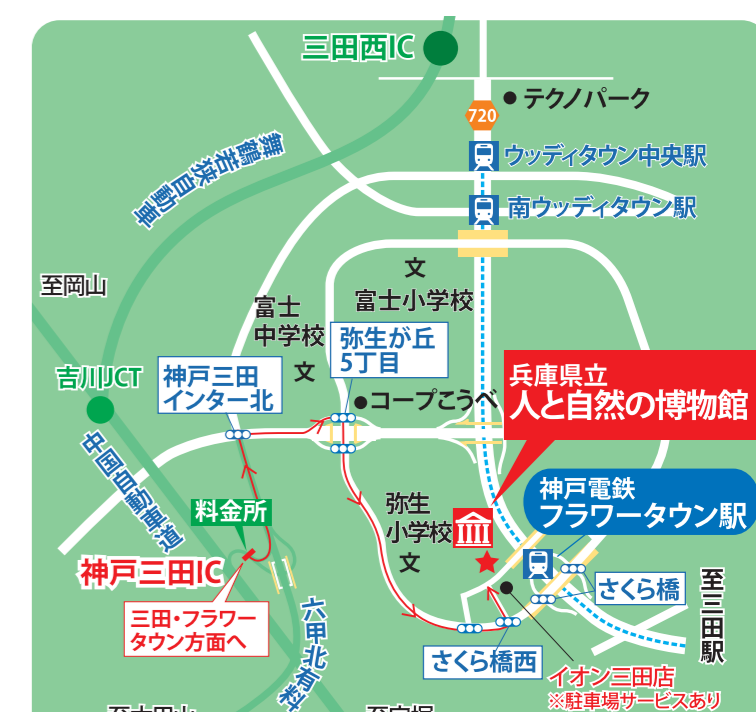 三田西IC
テクノパーク
720
ウッディタウン中央駅
舞鶴若狭自動車
南ウッディタウン駅
文
至岡山
富士小学校
富士
中学校
弥生が丘
5丁目
文
吉川JCT
神戸三田
インター北
コープこうべ
兵庫県立
人と自然の博物館
中国自動車道
神戸電鉄
フラワータウン駅
料金所
弥生
小学校
文
神戸三田IC
さくら橋
至三田駅
三田・フラワー
タウン方面へ
六甲北有料
さくら橋西
イオン三田店
※駐車場サービスあり